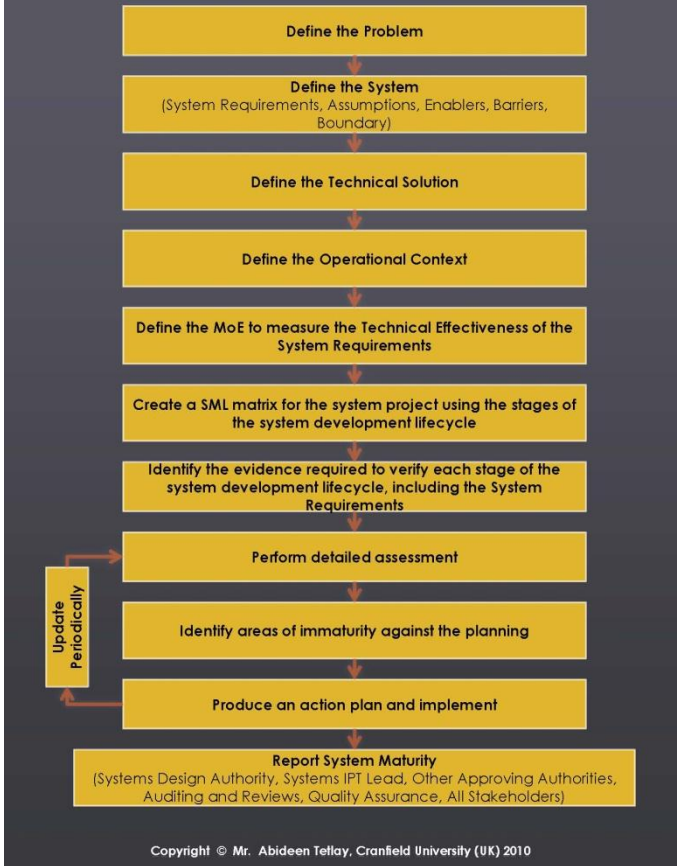 Define the Problem
Define the System
(System Requirements, Assumptions, Enablers, Barriers,
Boundary)
Define the Technical Solution
Define the Operational Context
Define the MoE to measure the Technical Effectiveness of the
System Requirements
Create a SML matrix for the system project using the stages of
the system development lifecycle
Identify the evidence required to verify each stage of the
system development lifecycle, including the System
Requirements
Perform detailed assessment
Update
Periodically
Identify areas of immaturity against the planning
Produce an action plan and implement
Report System Maturity
(Systems Design Authority, Systems IPT Lead, Other Approving Authorities,
Auditing and Reviews, Quality Assurance, All Stakeholders)
Copyright © Mr. Abideen Tetlay, Cranfield University (UK) 2010